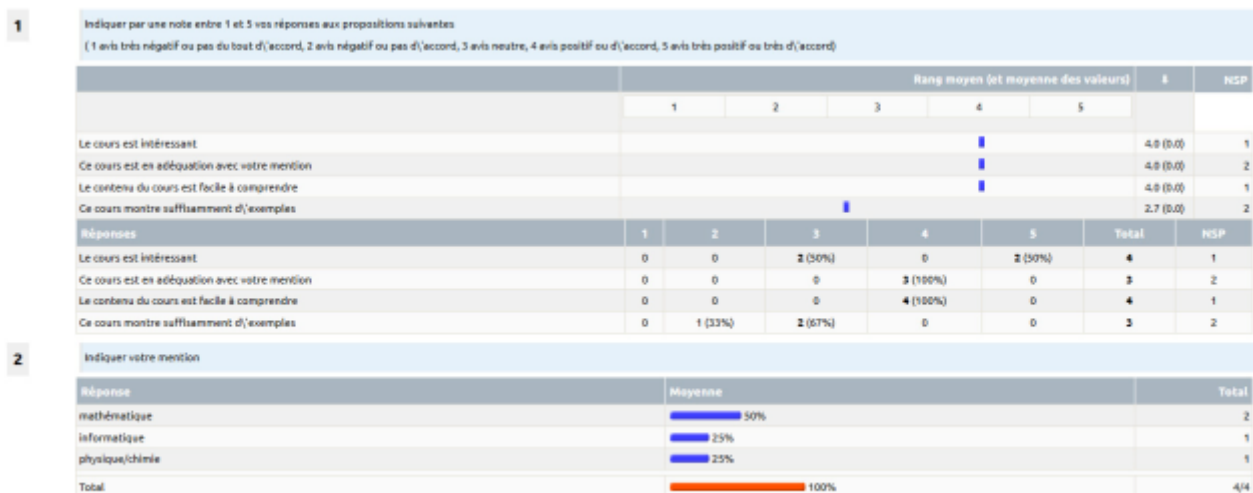 1
Indiquer par une note entre 1 et 5 vos réponses aux propositions suivantes
( 1 avis très négatif ou pas du tout d\'accord, 2 avis négatif ou pas d\'accord, 3 avis neutre, 4 avis positif ou d\'accord, 5 avis très positif ou très d\'accord)
Rang moyen (et moyenne des valeurs) NSP
1 2 3 4 5
Le cours est intéressant 4.0 (0.0) 1
Ce cours est en adéquation avec votre mention 4.0 (0.0) 2
Le contenu du cours est facile à comprendre 4.0 (0.0) 1
Ce cours montre suffisamment d\'exemples 2.7 (0.0) 2
Réponses 1 2 3 4 5 Total NSP
Le cours est intéressant 0 0 2 (50%) 0 2 (50%) 4 1
Ce cours est en adéquation avec votre mention 0 0 0 3 (100%) 0 3 2
Le contenu du cours est facile à comprendre 0 0 0 4 (100%) 0 4 1
Ce cours montre suffisamment d\'exemples 0 1 (33%) 2 (67%) 0 0 3 2
2
Indiquer votre mention
Réponse Moyenne Total
mathématique 50% 2
informatique 25% 1
physique/chimie 25% 1
Total 100% 4/4